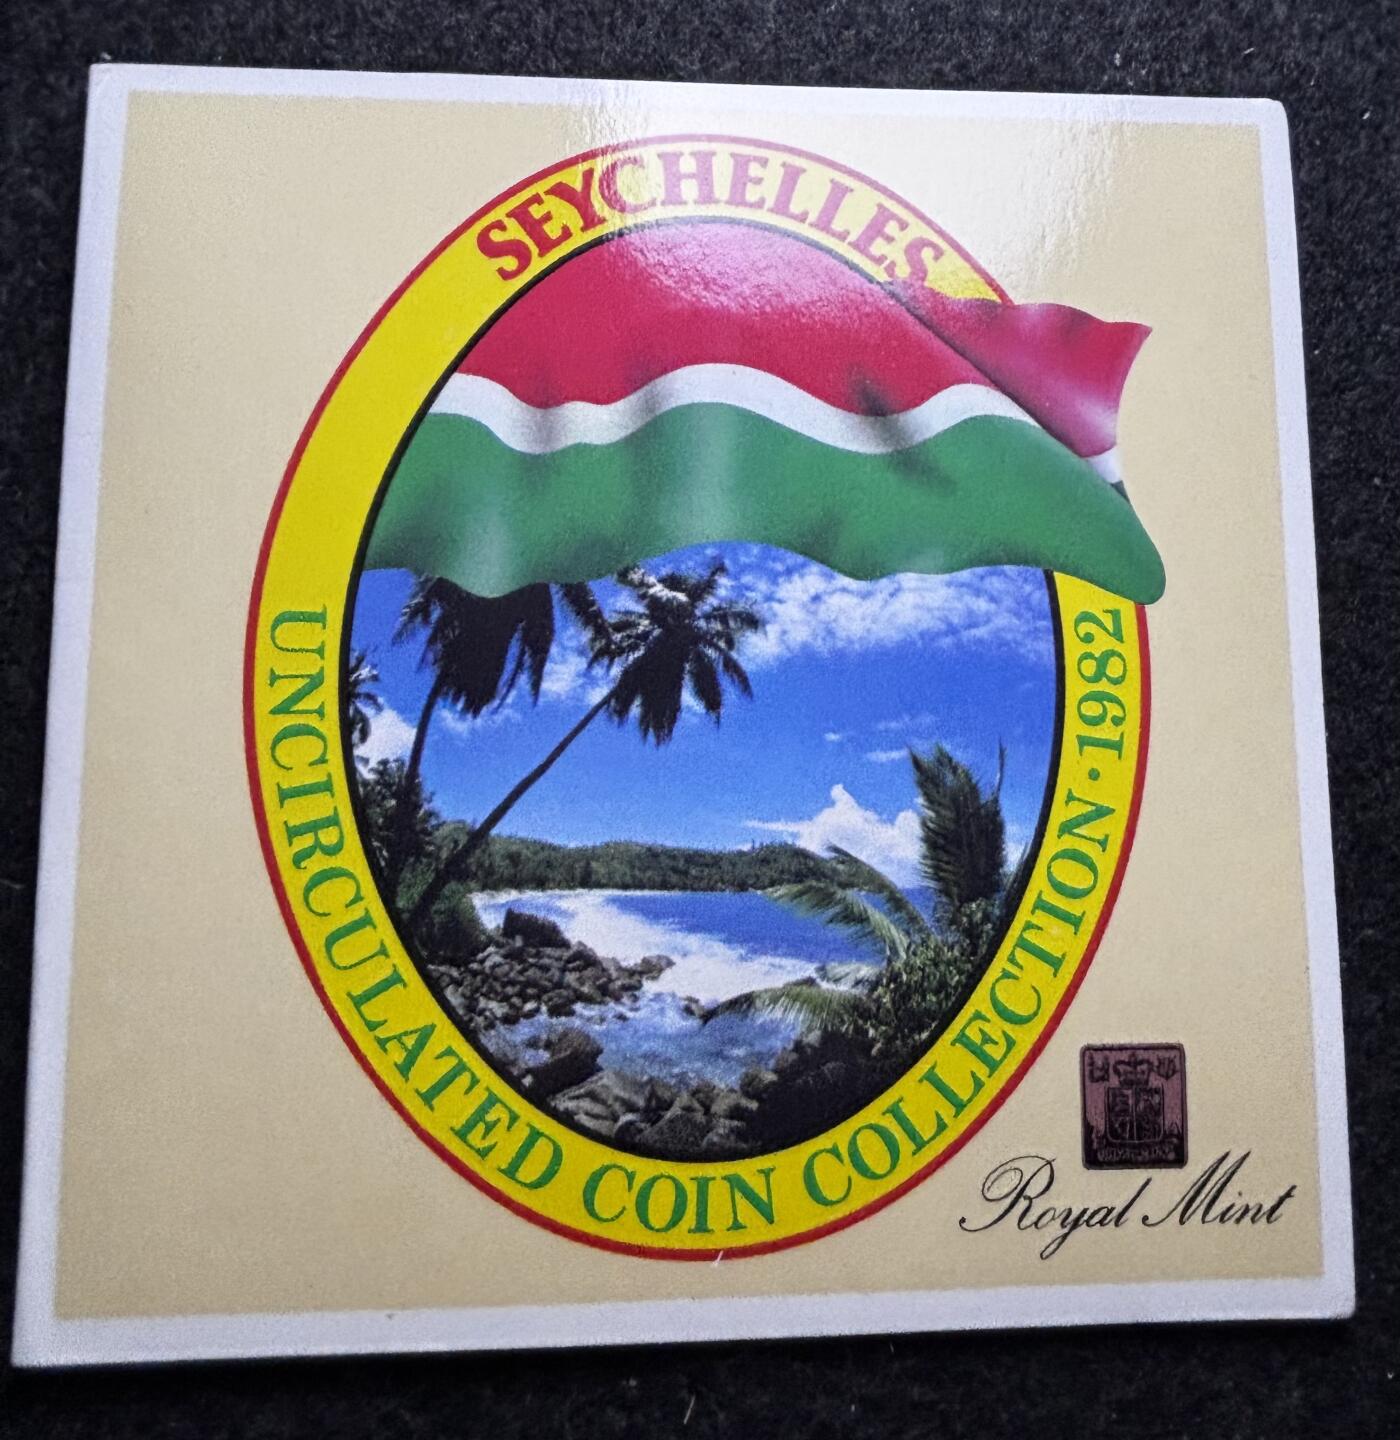 SEYCHELLES
UNCIRCULATED COIN COLLECTION · 1982
Royal Mint